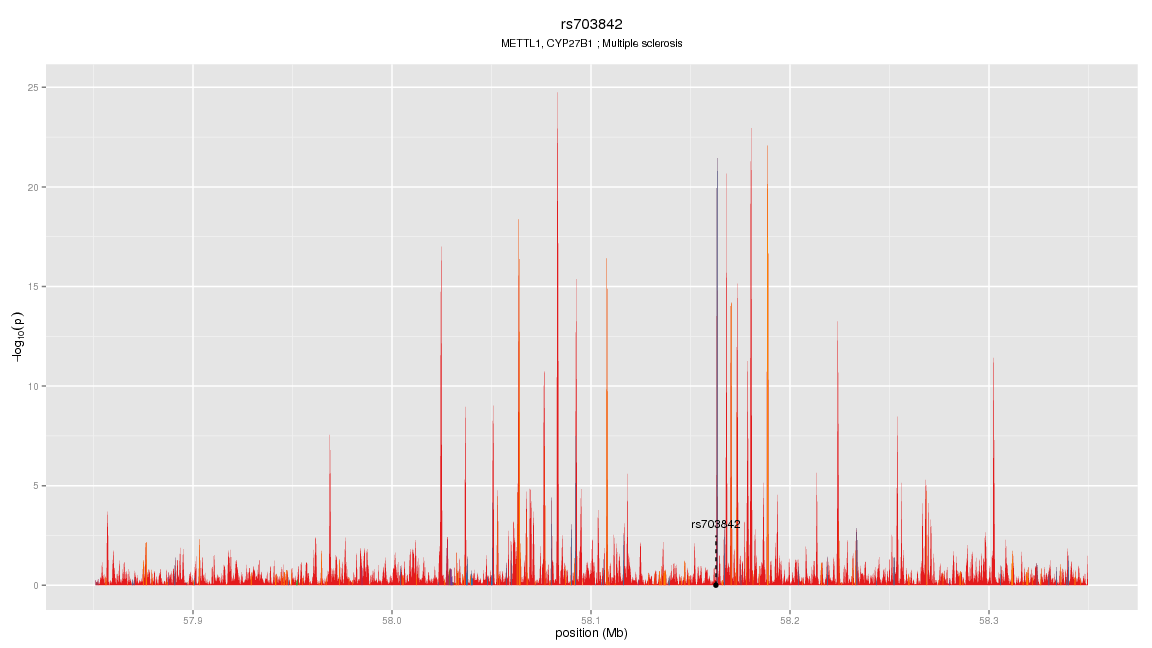 rs703842
METTL1, CYP27B1 ; Multiple sclerosis
25
20
15
10
5
0
−log10(p)
rs703842
57.9
58.0
58.1
58.2
58.3
position (Mb)